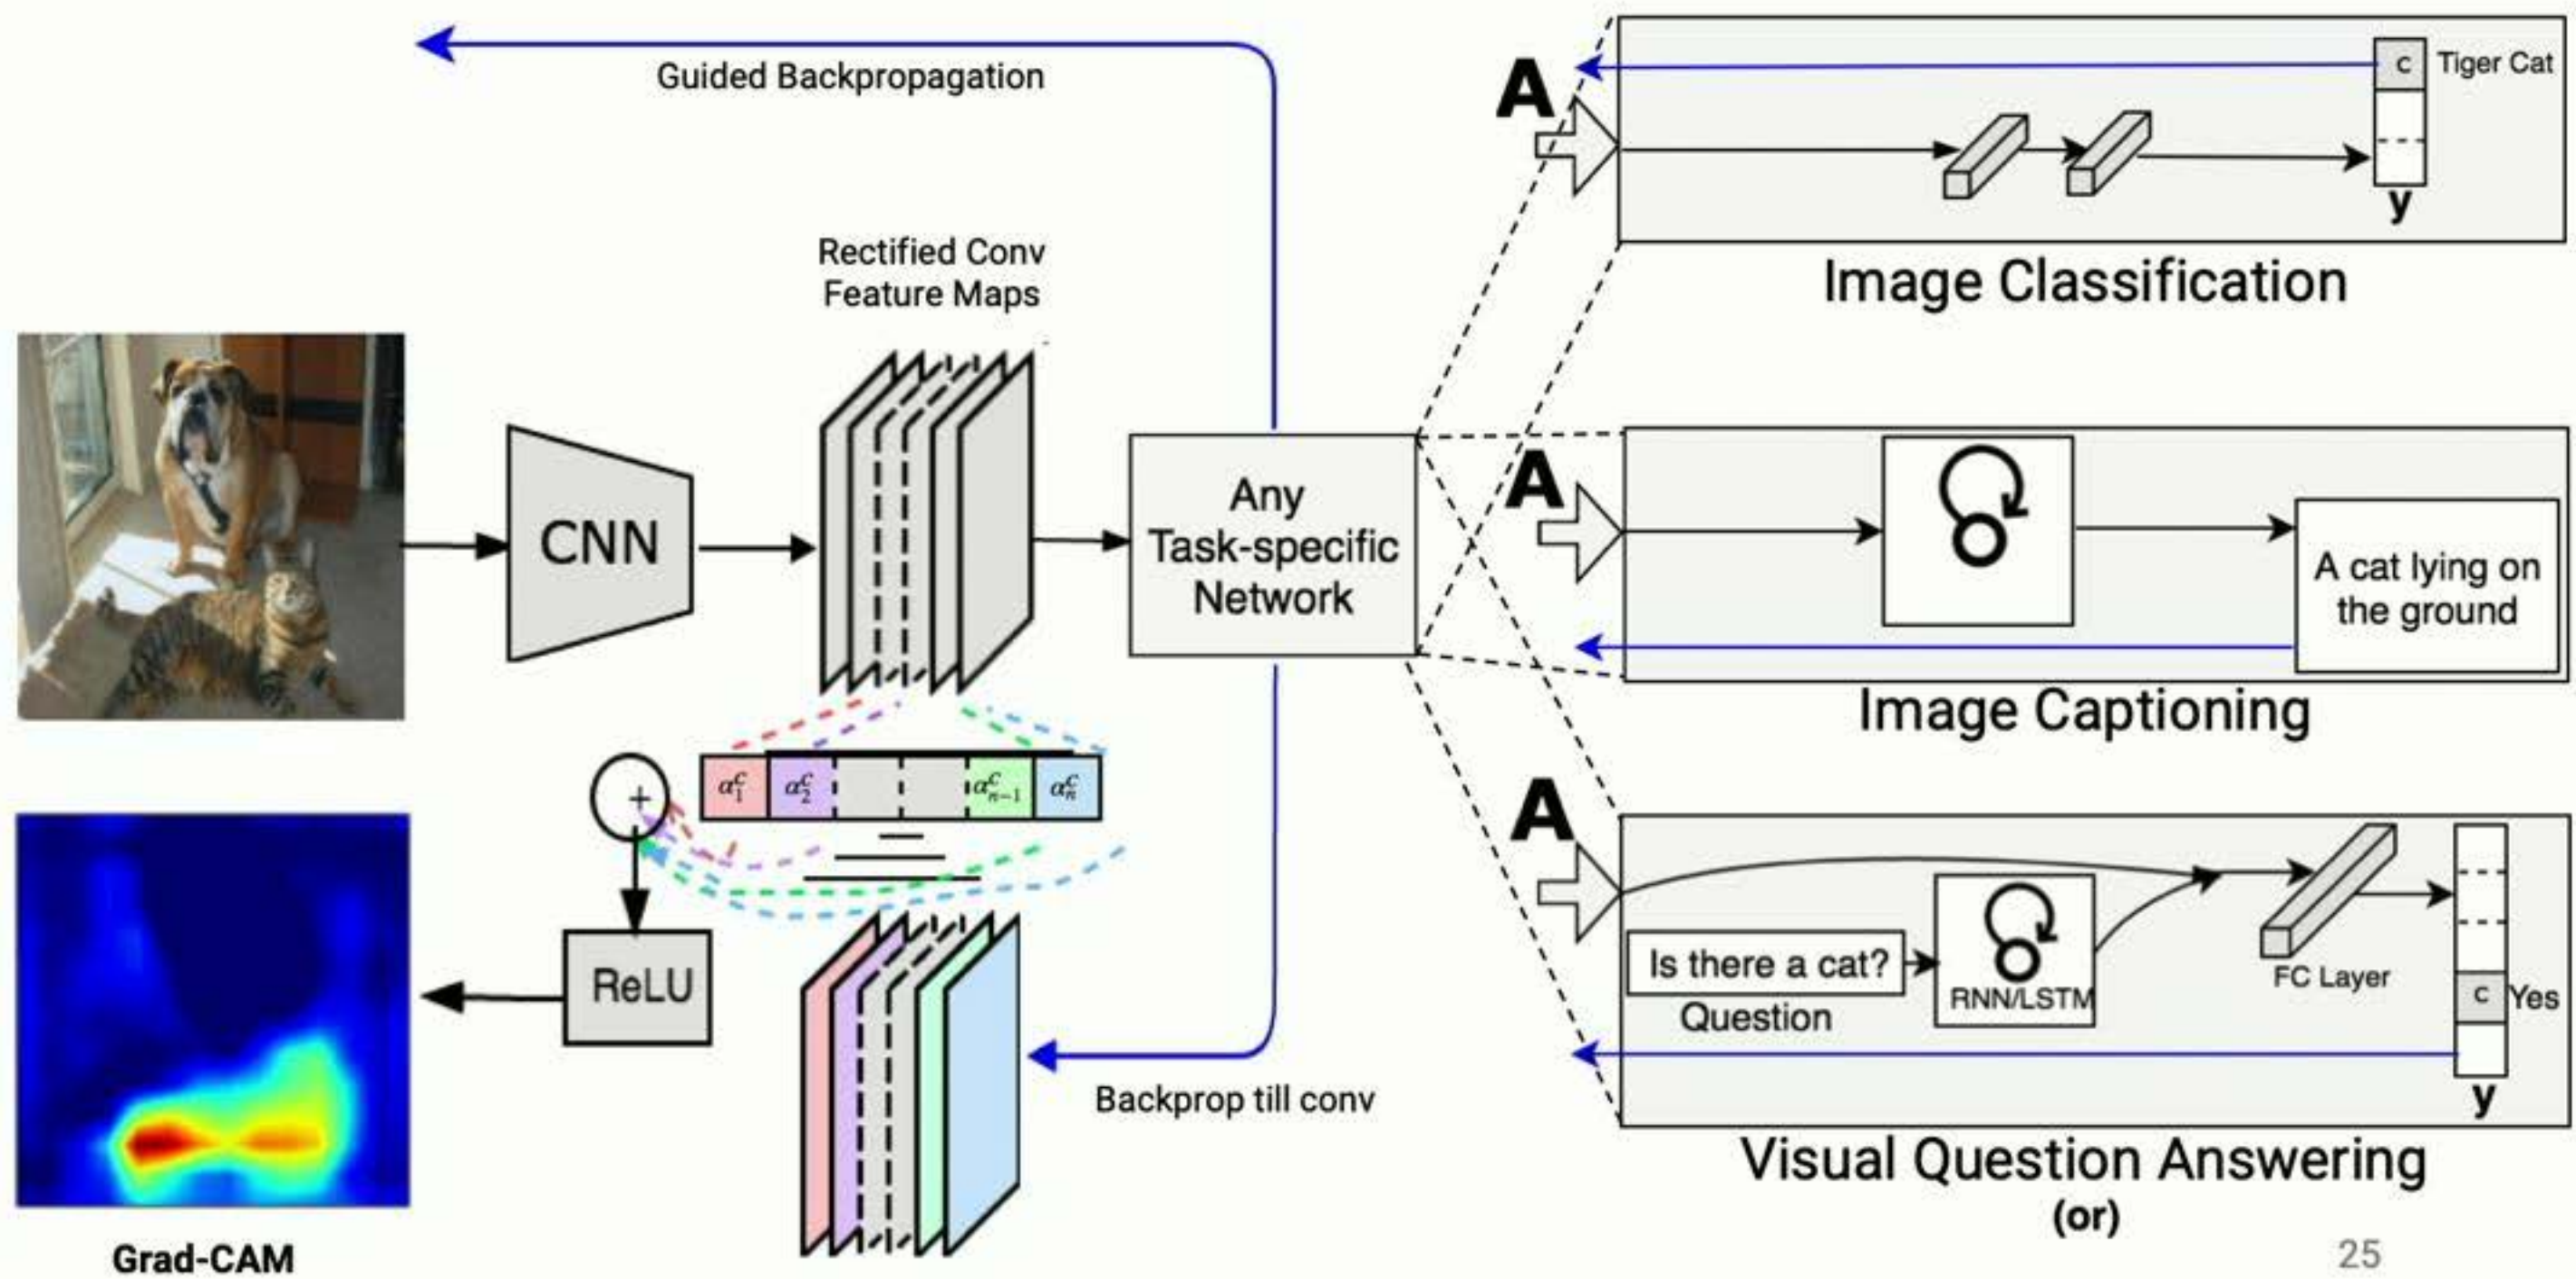 Guided Backpropagation
Rectified Conv
Feature Maps
CNN
Any
Task-specific
Network
α₁ᶜ α₂ᶜ αₙ₋₁ᶜ αₙᶜ
+
ReLU
Backprop till conv
Grad-CAM
A
c Tiger Cat
y
Image Classification
A
A cat lying on
the ground
Image Captioning
A
Is there a cat?
Question
RNN/LSTM
FC Layer
c Yes
y
Visual Question Answering
(or)
25